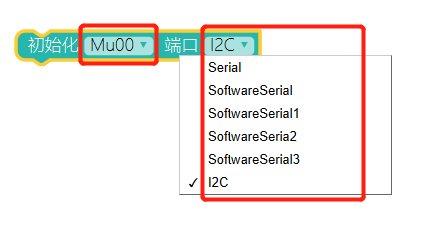 初始化 Mu00 端口 I2C
Serial
SoftwareSerial
SoftwareSerial1
SoftwareSeria2
SoftwareSerial3
✓ I2C